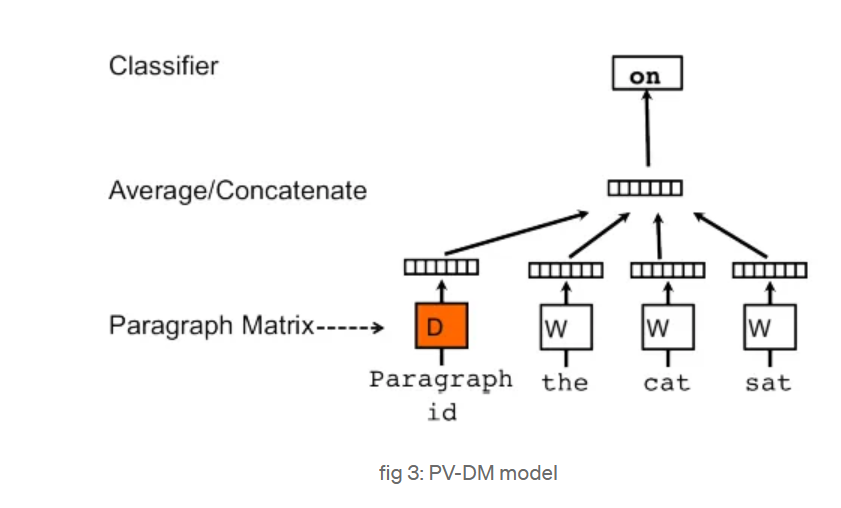 Classifier
on
Average/Concatenate
Paragraph Matrix----->
D
W
W
W
Paragraph
id
the
cat
sat
fig 3: PV-DM model